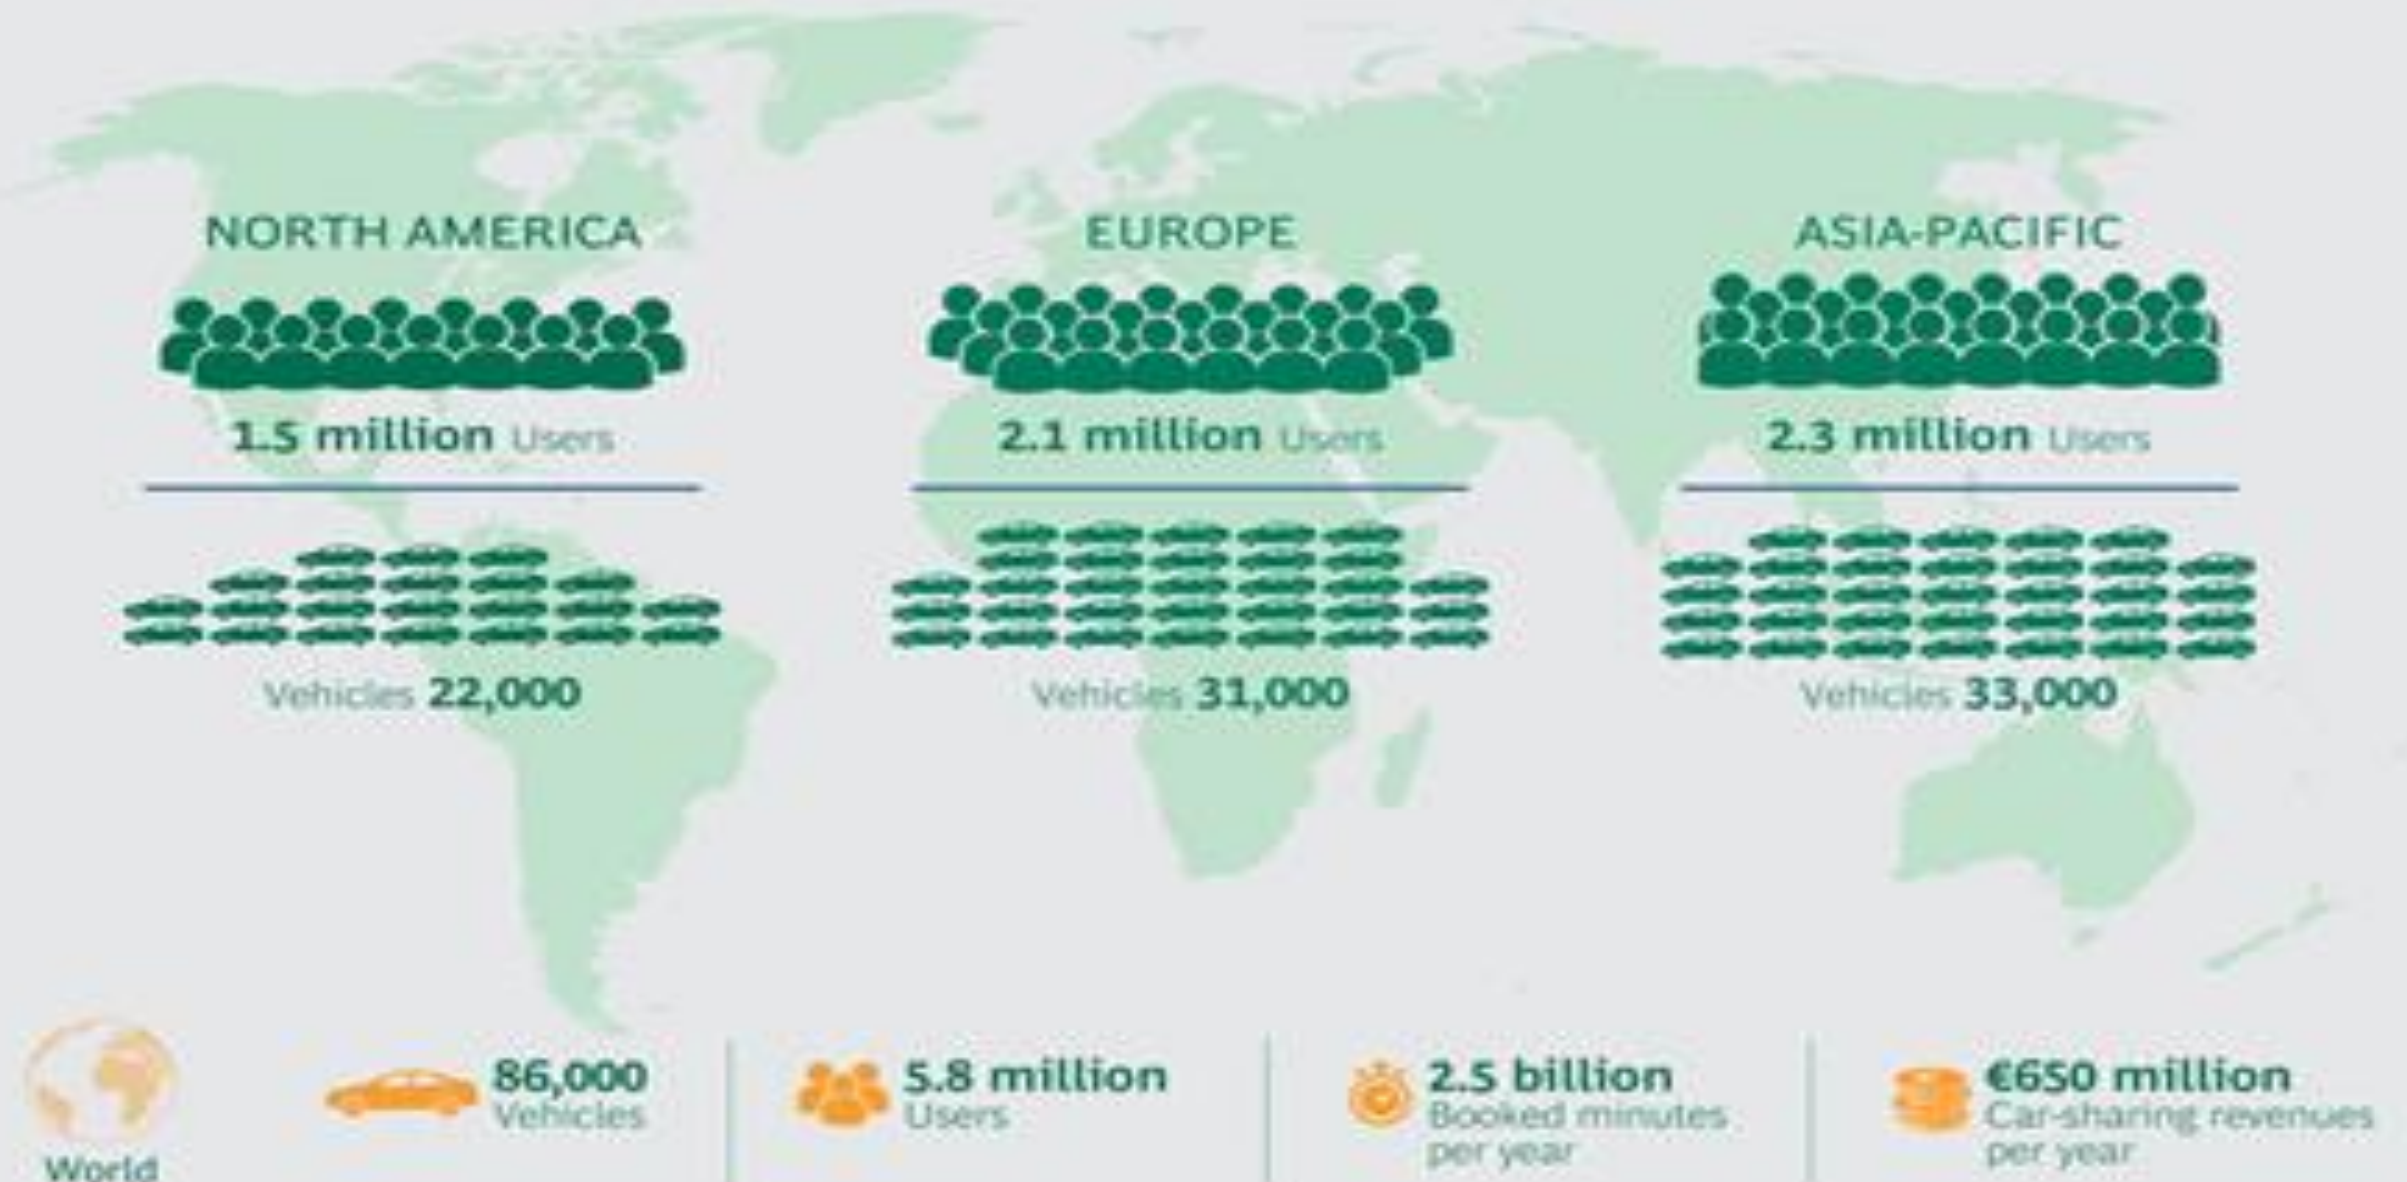 NORTH AMERICA
1.5 million Users
Vehicles 22,000
EUROPE
2.1 million Users
Vehicles 31,000
ASIA-PACIFIC
2.3 million Users
Vehicles 33,000
World
86,000
Vehicles
5.8 million
Users
2.5 billion
Booked minutes
per year
€650 million
Car-sharing revenues
per year